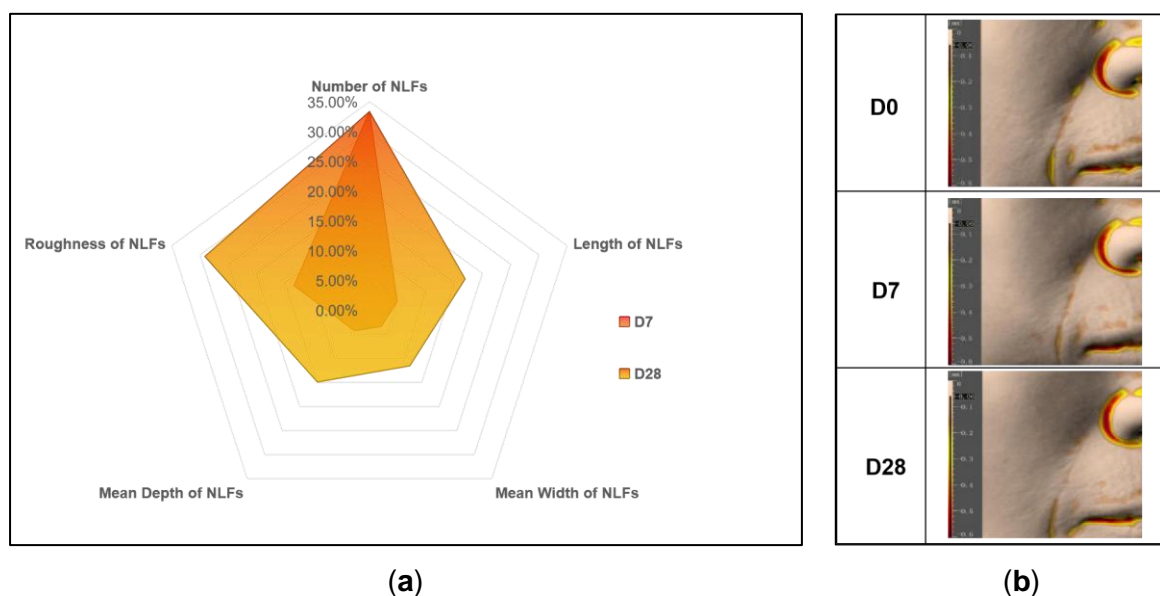 Number of NLFs
35.00%
30.00%
25.00%
20.00%
15.00%
10.00%
5.00%
0.00%
Roughness of NLFs
Length of NLFs
D7
D28
Mean Depth of NLFs
Mean Width of NLFs
(a)
D0
D7
D28
(b)